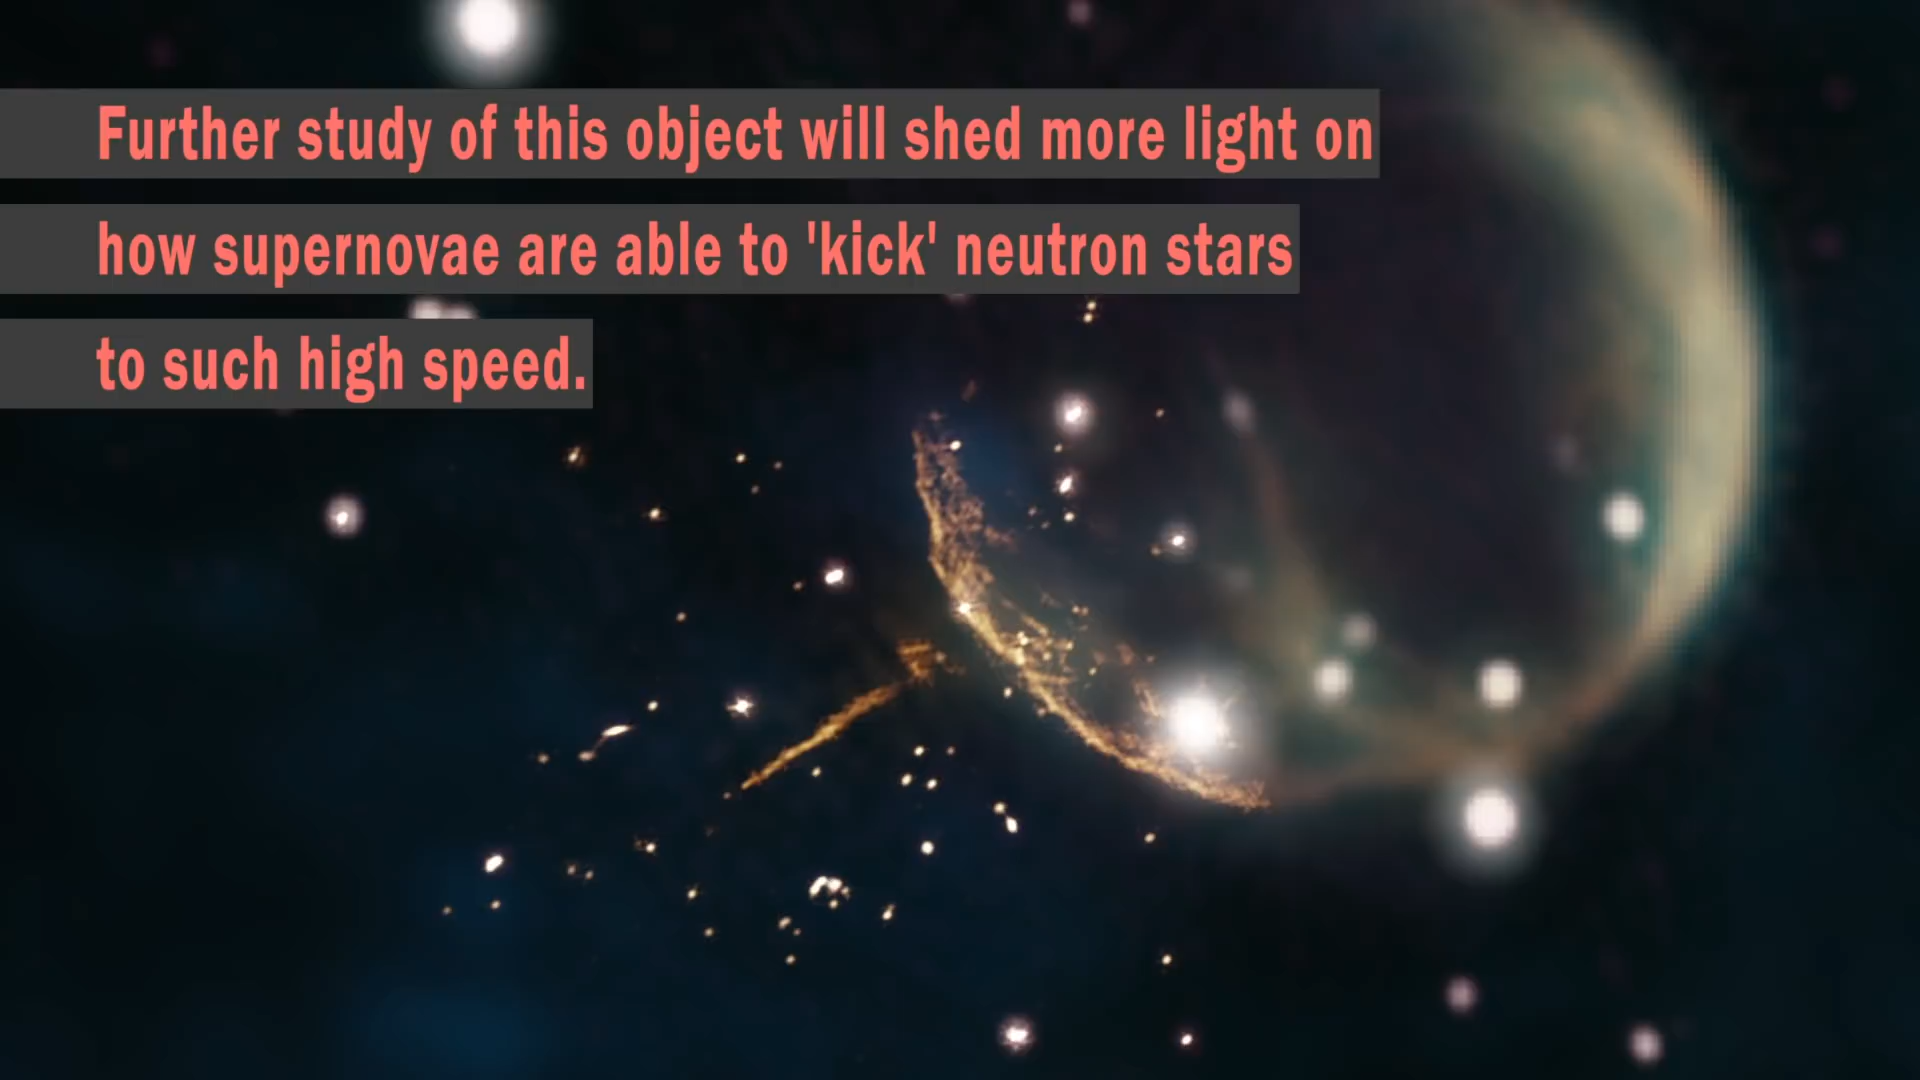 Further study of this object will shed more light on
how supernovae are able to 'kick' neutron stars
to such high speed.